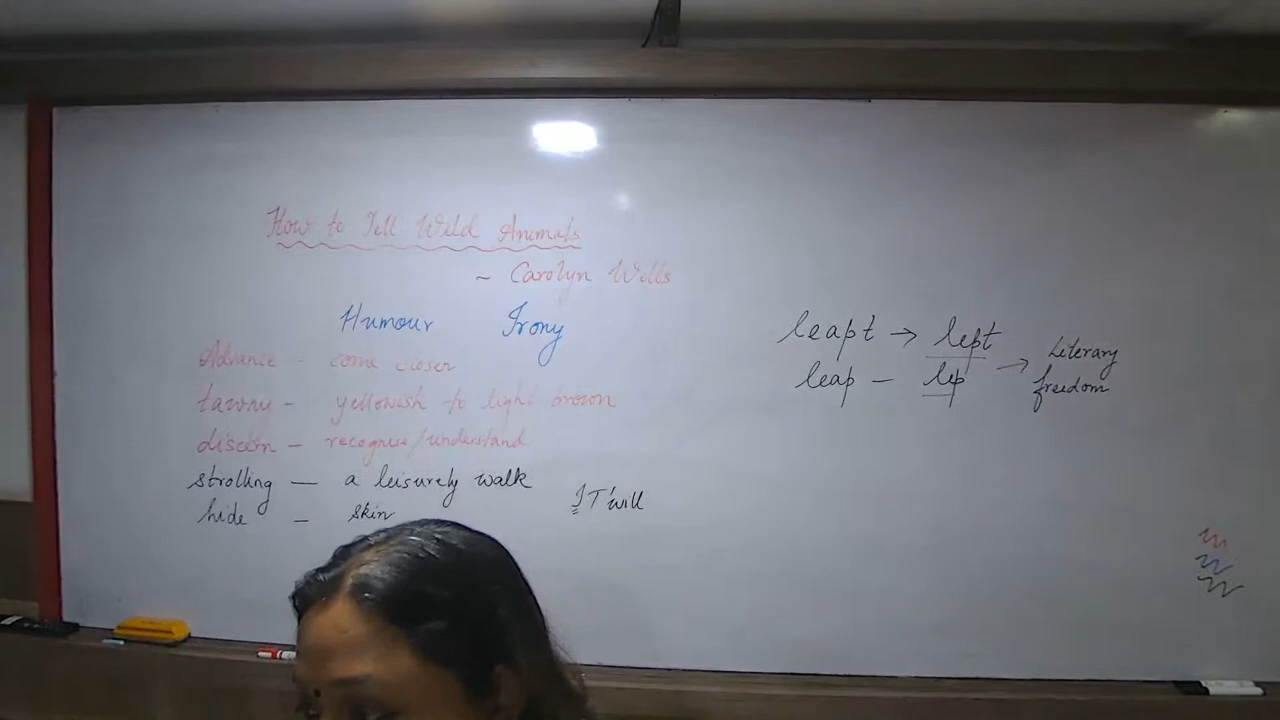 How to Tell Wild Animals
~ Carolyn Wells
Humour Irony
Advance - come closer
tawny - yellowish to light brown
discern - recognise/understand
strolling - a leisurely walk
hide - skin
IT'will
leapt → lept
leap - lep → Literary freedom